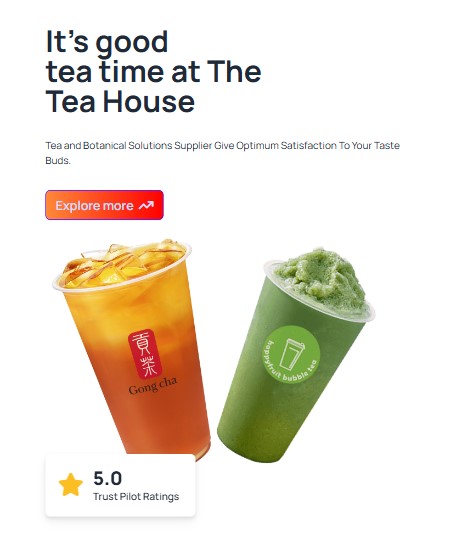 It's good
tea time at The
Tea House
Tea and Botanical Solutions Supplier Give Optimum Satisfaction To Your Taste
Buds.
Explore more
貢
茶
Gong cha
happyfruit bubble tea
5.0
Trust Pilot Ratings